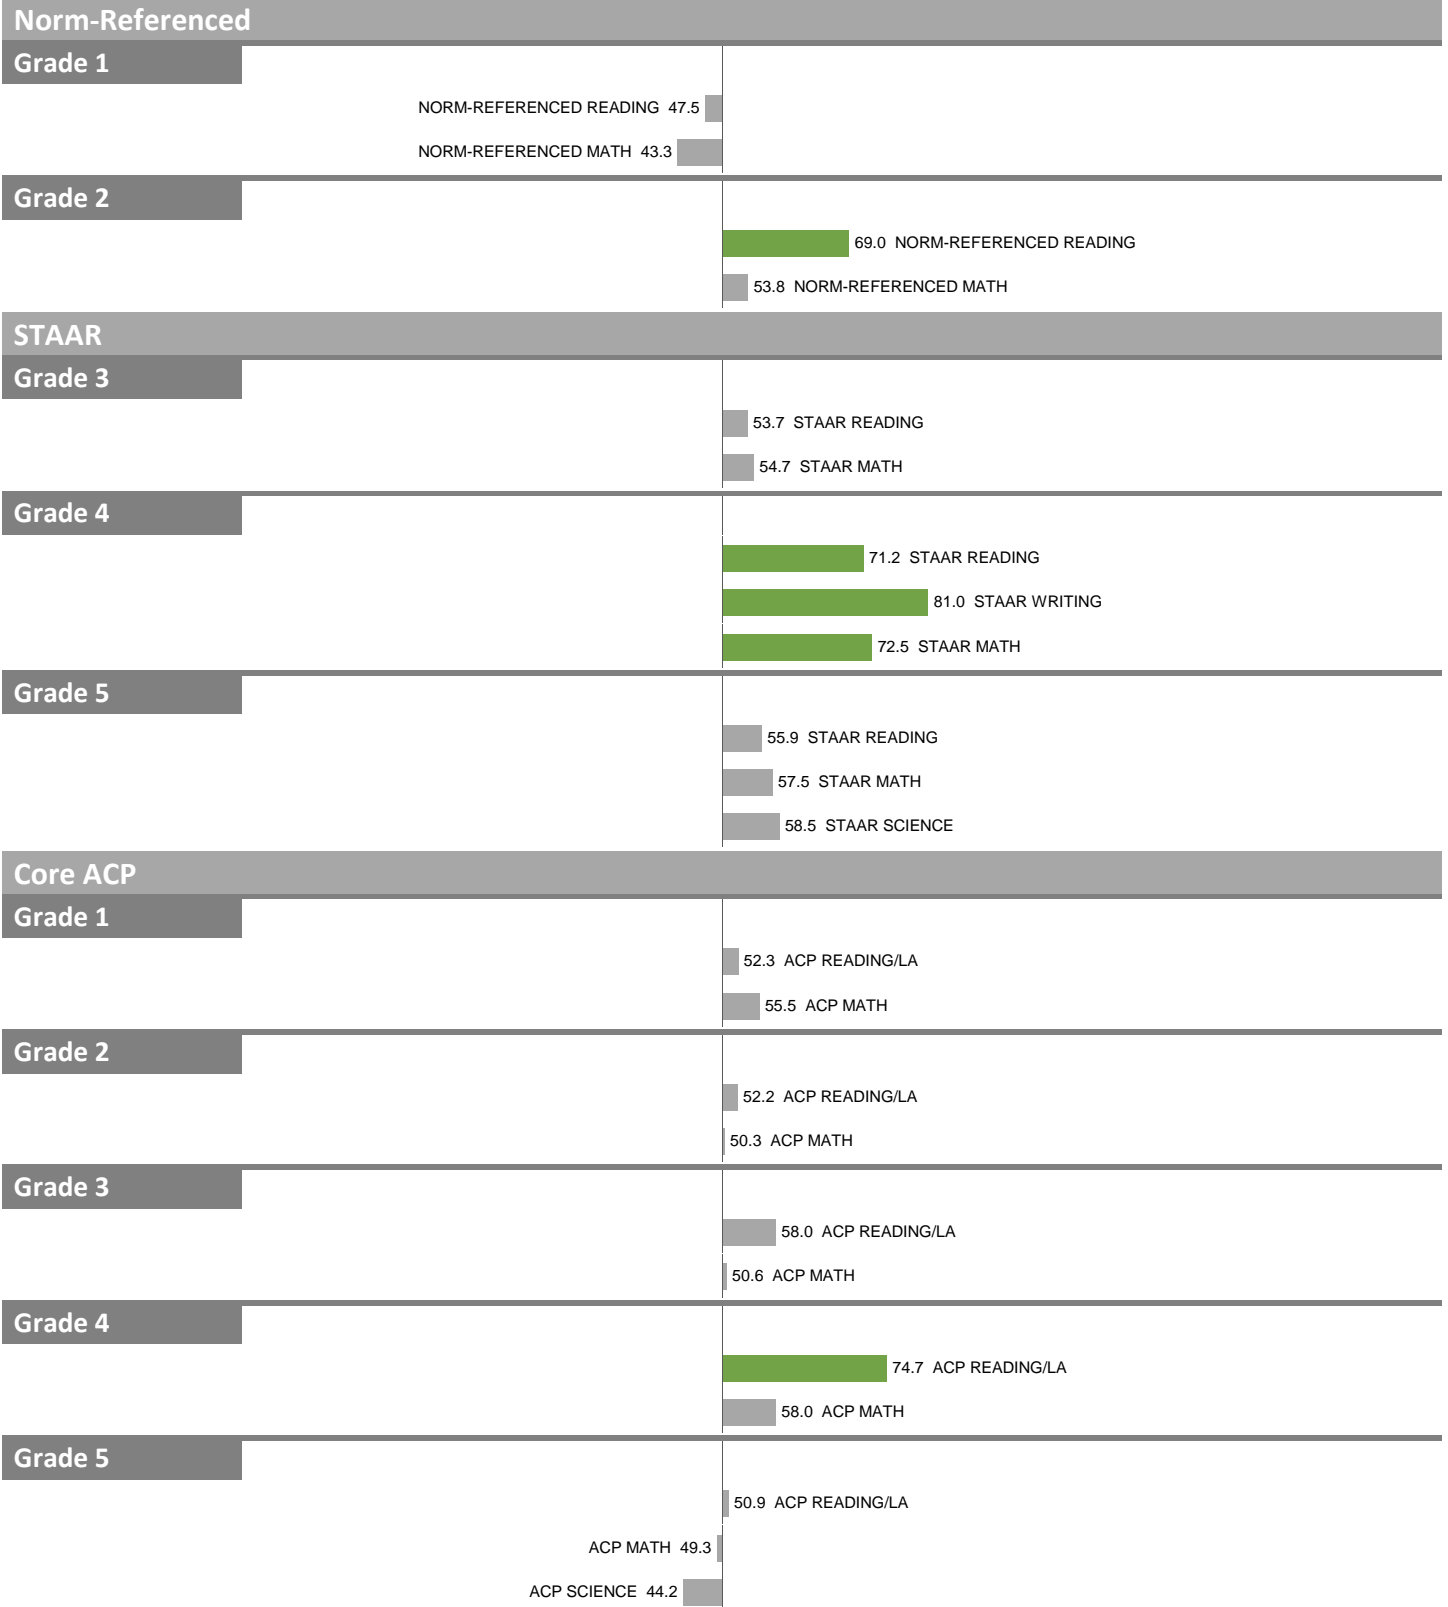 Norm-Referenced
Grade 1
NORM-REFERENCED READING 47.5
NORM-REFERENCED MATH 43.3
Grade 2
69.0 NORM-REFERENCED READING
53.8 NORM-REFERENCED MATH
STAAR
Grade 3
53.7 STAAR READING
54.7 STAAR MATH
Grade 4
71.2 STAAR READING
81.0 STAAR WRITING
72.5 STAAR MATH
Grade 5
55.9 STAAR READING
57.5 STAAR MATH
58.5 STAAR SCIENCE
Core ACP
Grade 1
52.3 ACP READING/LA
55.5 ACP MATH
Grade 2
52.2 ACP READING/LA
50.3 ACP MATH
Grade 3
58.0 ACP READING/LA
50.6 ACP MATH
Grade 4
74.7 ACP READING/LA
58.0 ACP MATH
Grade 5
50.9 ACP READING/LA
ACP MATH 49.3
ACP SCIENCE 44.2